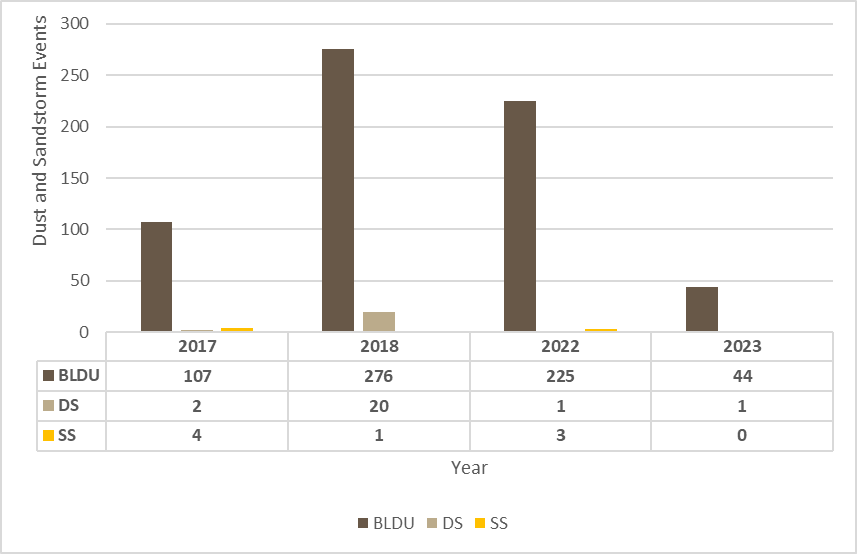 Dust and Sandstorm Events
300
250
200
150
100
50
0
2017 2018 2022 2023
BLDU 107 276 225 44
DS 2 20 1 1
SS 4 1 3 0
Year
BLDU DS SS